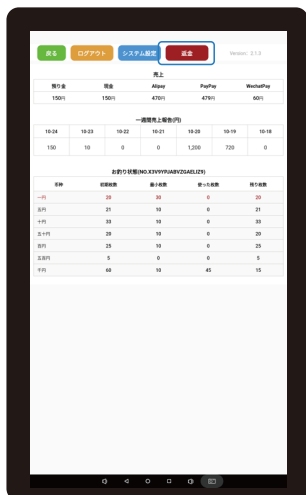 戻る ログアウト システム設定 返金 Version: 2.1.3
売上
預り金 現金 Alipay PayPay WechatPay
150円 150円 470円 479円 60円
一週間売上報告(円)
10-24 10-23 10-22 10-21 10-20 10-19 10-18
150 10 0 0 1,200 720 0
お釣り状態(NO.X3V9YPJABVZGAELIZ9)
币种 初期枚数 最小枚数 使った枚数 残り枚数
一円 20 30 0 20
五円 21 10 0 21
十円 33 10 0 33
五十円 20 10 0 20
百円 25 10 0 25
五百円 5 0 0 5
千円 60 10 45 15